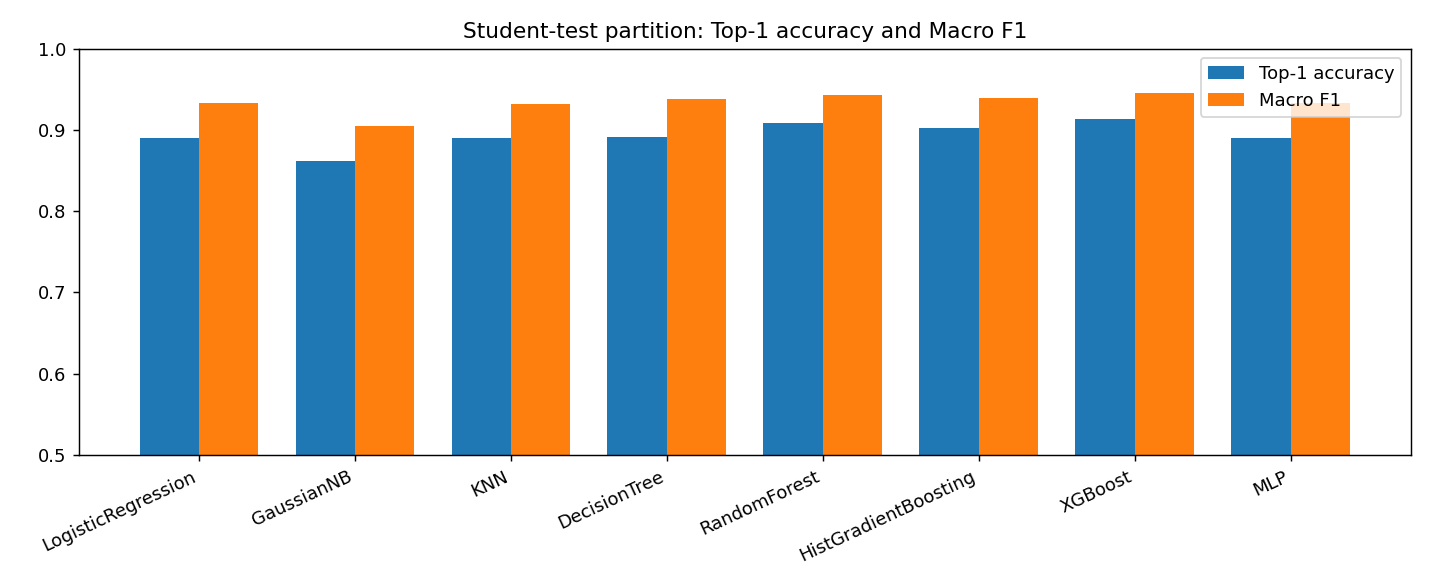 Student-test partition: Top-1 accuracy and Macro F1
1.0
0.9
0.8
0.7
0.6
0.5
Top-1 accuracy
Macro F1
LogisticRegression
GaussianNB
KNN
DecisionTree
RandomForest
HistGradientBoosting
XGBoost
MLP